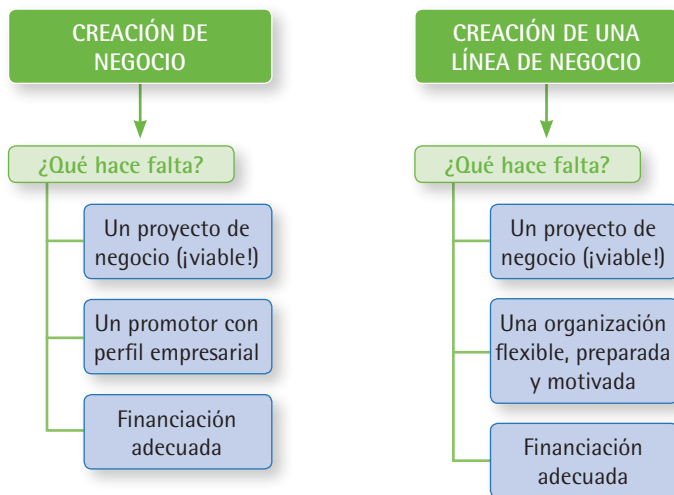 CREACIÓN DE
NEGOCIO
¿Qué hace falta?
Un proyecto de
negocio (¡viable!)
Un promotor con
perfil empresarial
Financiación
adecuada
CREACIÓN DE UNA
LÍNEA DE NEGOCIO
¿Qué hace falta?
Un proyecto de
negocio (¡viable!)
Una organización
flexible, preparada
y motivada
Financiación
adecuada